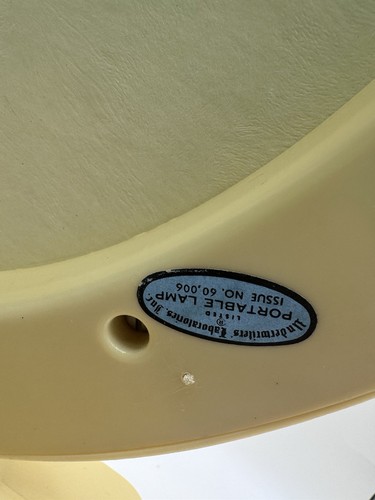 Underwriters' Laboratories Inc.
®
LISTED
PORTABLE LAMP
ISSUE NO. 60,006